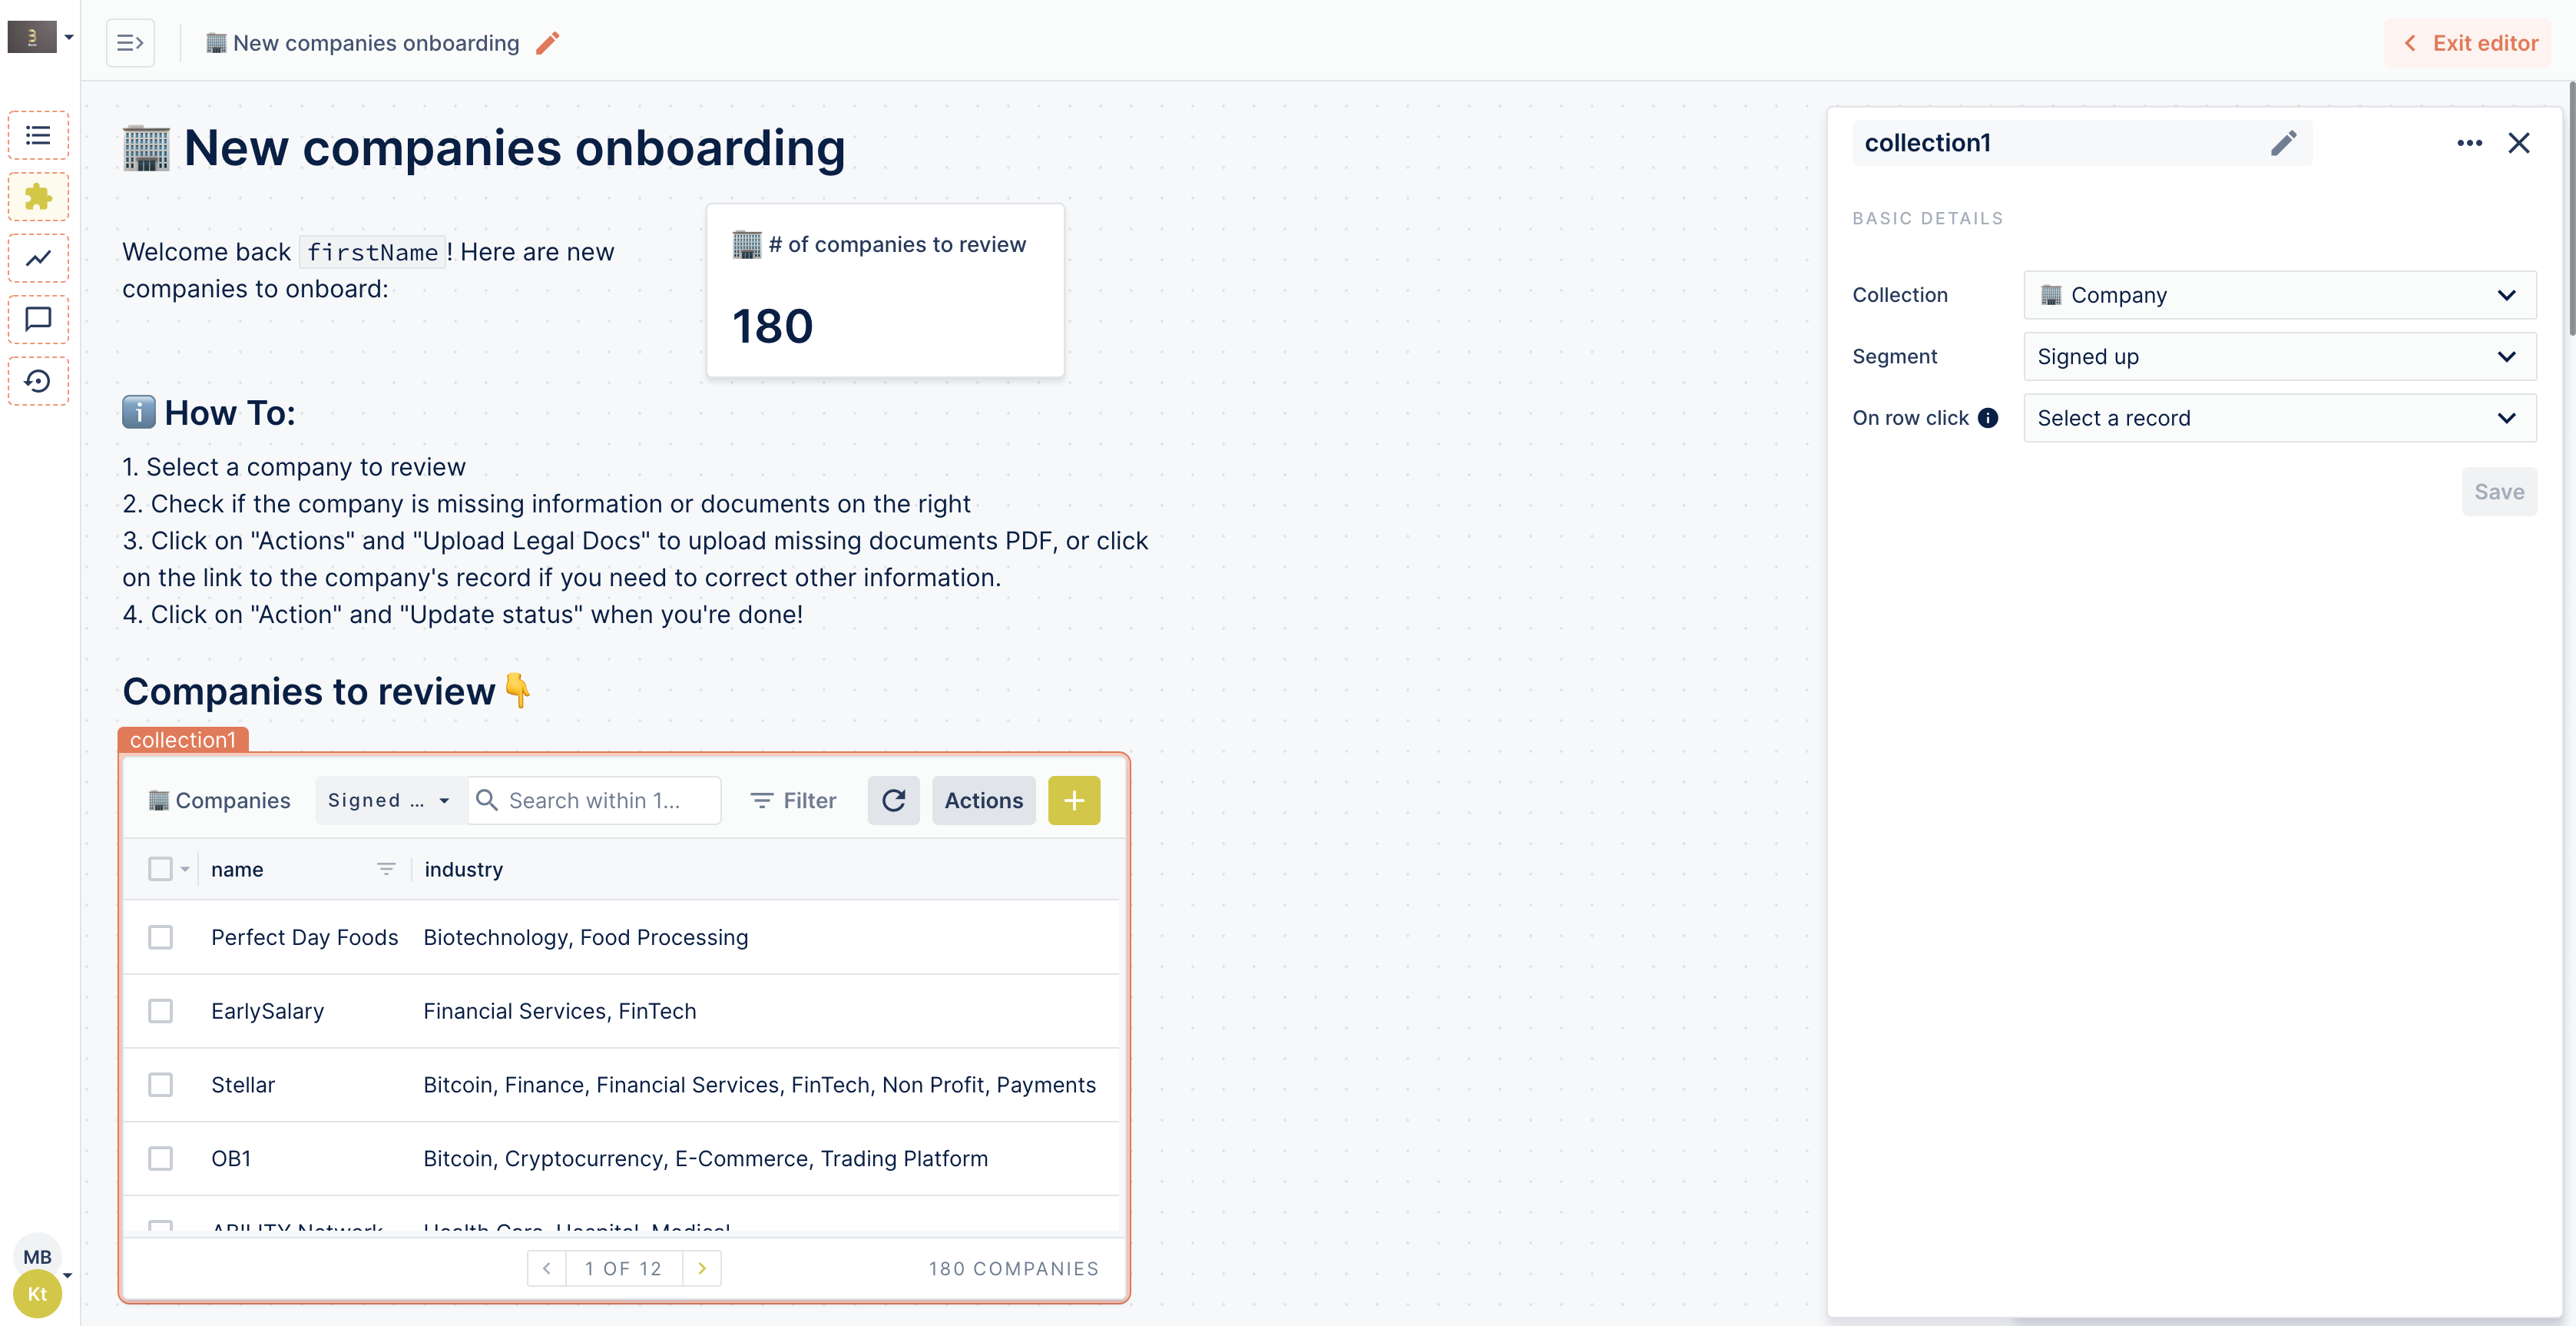 New companies onboarding
Exit editor
New companies onboarding
Welcome back firstName! Here are new
companies to onboard:
# of companies to review
180
How To:
1. Select a company to review
2. Check if the company is missing information or documents on the right
3. Click on "Actions" and "Upload Legal Docs" to upload missing documents PDF, or click
on the link to the company's record if you need to correct other information.
4. Click on "Action" and "Update status" when you're done!
Companies to review
collection1
Companies
Signed ...
Search within 1...
Filter
Actions
name industry
Perfect Day Foods Biotechnology, Food Processing
EarlySalary Financial Services, FinTech
Stellar Bitcoin, Finance, Financial Services, FinTech, Non Profit, Payments
OB1 Bitcoin, Cryptocurrency, E-Commerce, Trading Platform
ABILITY Network Health Care, Hospital, Medical
1 OF 12
180 COMPANIES
MB
Kt
collection1
BASIC DETAILS
Collection Company
Segment Signed up
On row click Select a record
Save